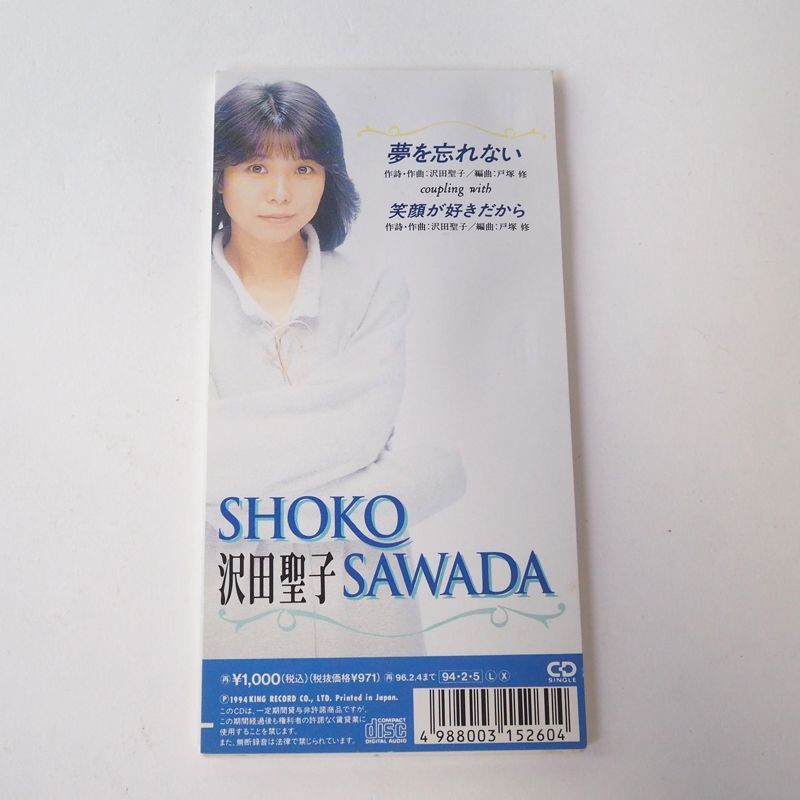 夢を忘れない
作詩・作曲:沢田聖子/編曲:戸塚 修
coupling with
笑顔が好きだから
作詩・作曲:沢田聖子/編曲:戸塚 修
SHOKO
沢田聖子 SAWADA
再 ¥1,000(税込)(税抜価格¥971) 再 96.2.4まで 94・2・5 L X
CD SINGLE
Ⓟ1994 KING RECORD CO., LTD. Printed in Japan.
このCDは、一定期間貸与非許諾商品ですが、
この期間経過後も権利者の許諾なく賃貸業に
使用することを禁じます。
また、無断録音は法律で禁じられています。
COMPACT
disc
DIGITAL AUDIO
4 988003 152604